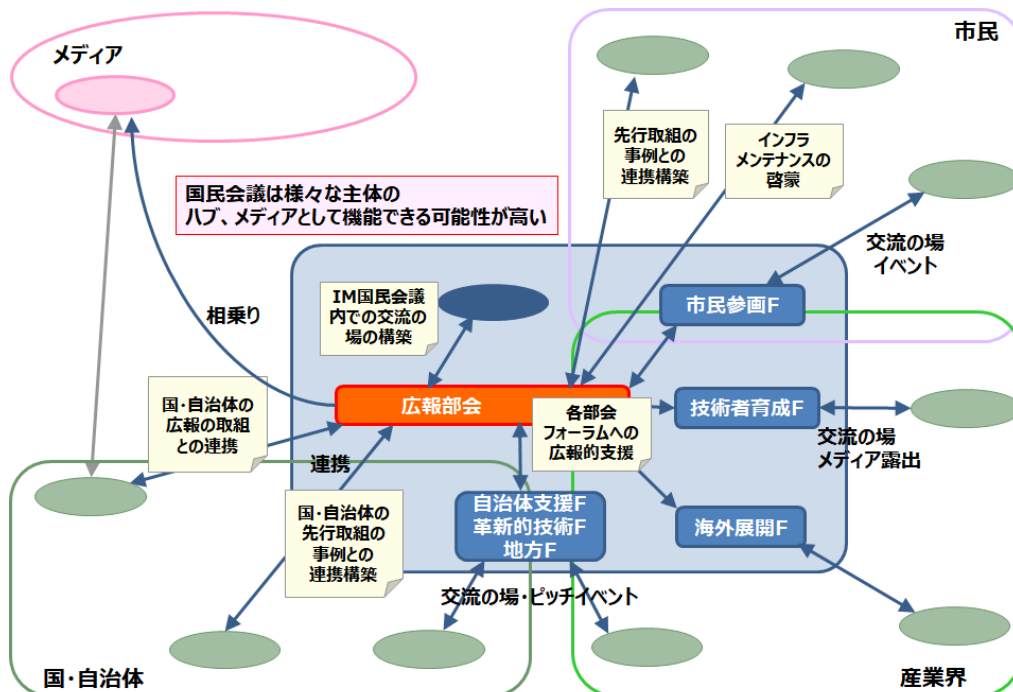 メディア
市民
先行取組の
事例との
連携構築
インフラ
メンテナンスの
啓蒙
国民会議は様々な主体の
ハブ、メディアとして機能できる可能性が高い
交流の場
イベント
相乗り
IM国民会議
内での交流の
場の構築
市民参画F
広報部会
技術者育成F
国・自治体の
広報の取組
との連携
各部会
フォーラムへの
広報的支援
交流の場
メディア露出
連携
自治体支援F
革新的技術F
地方F
海外展開F
国・自治体の
先行取組の
事例との
連携構築
交流の場・ピッチイベント
国・自治体
産業界